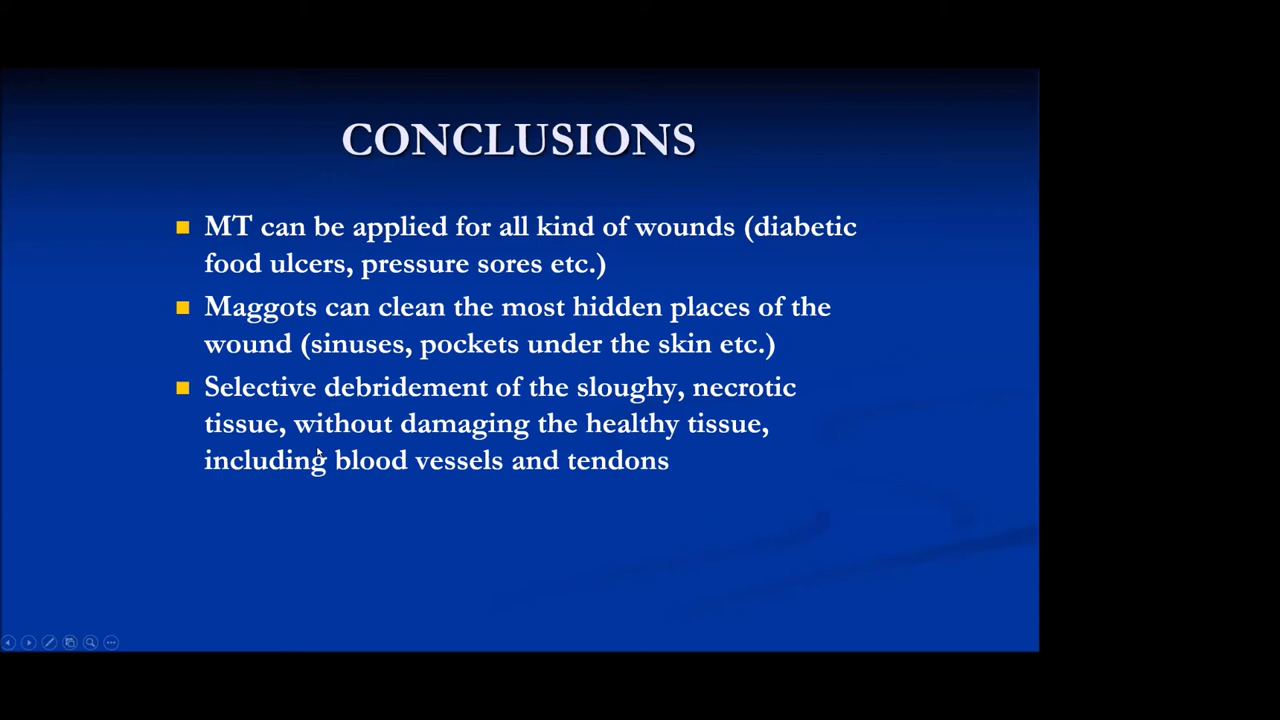 CONCLUSIONS
MT can be applied for all kind of wounds (diabetic
food ulcers, pressure sores etc.)
Maggots can clean the most hidden places of the
wound (sinuses, pockets under the skin etc.)
Selective debridement of the sloughy, necrotic
tissue, without damaging the healthy tissue,
including blood vessels and tendons